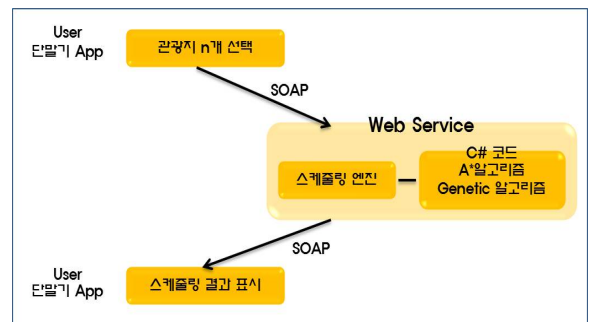 User
단말기 App
관광지 n개 선택
SOAP
Web Service
스케줄링 엔진
C# 코드
A*알고리즘
Genetic 알고리즘
SOAP
User
단말기 App
스케줄링 결과 표시